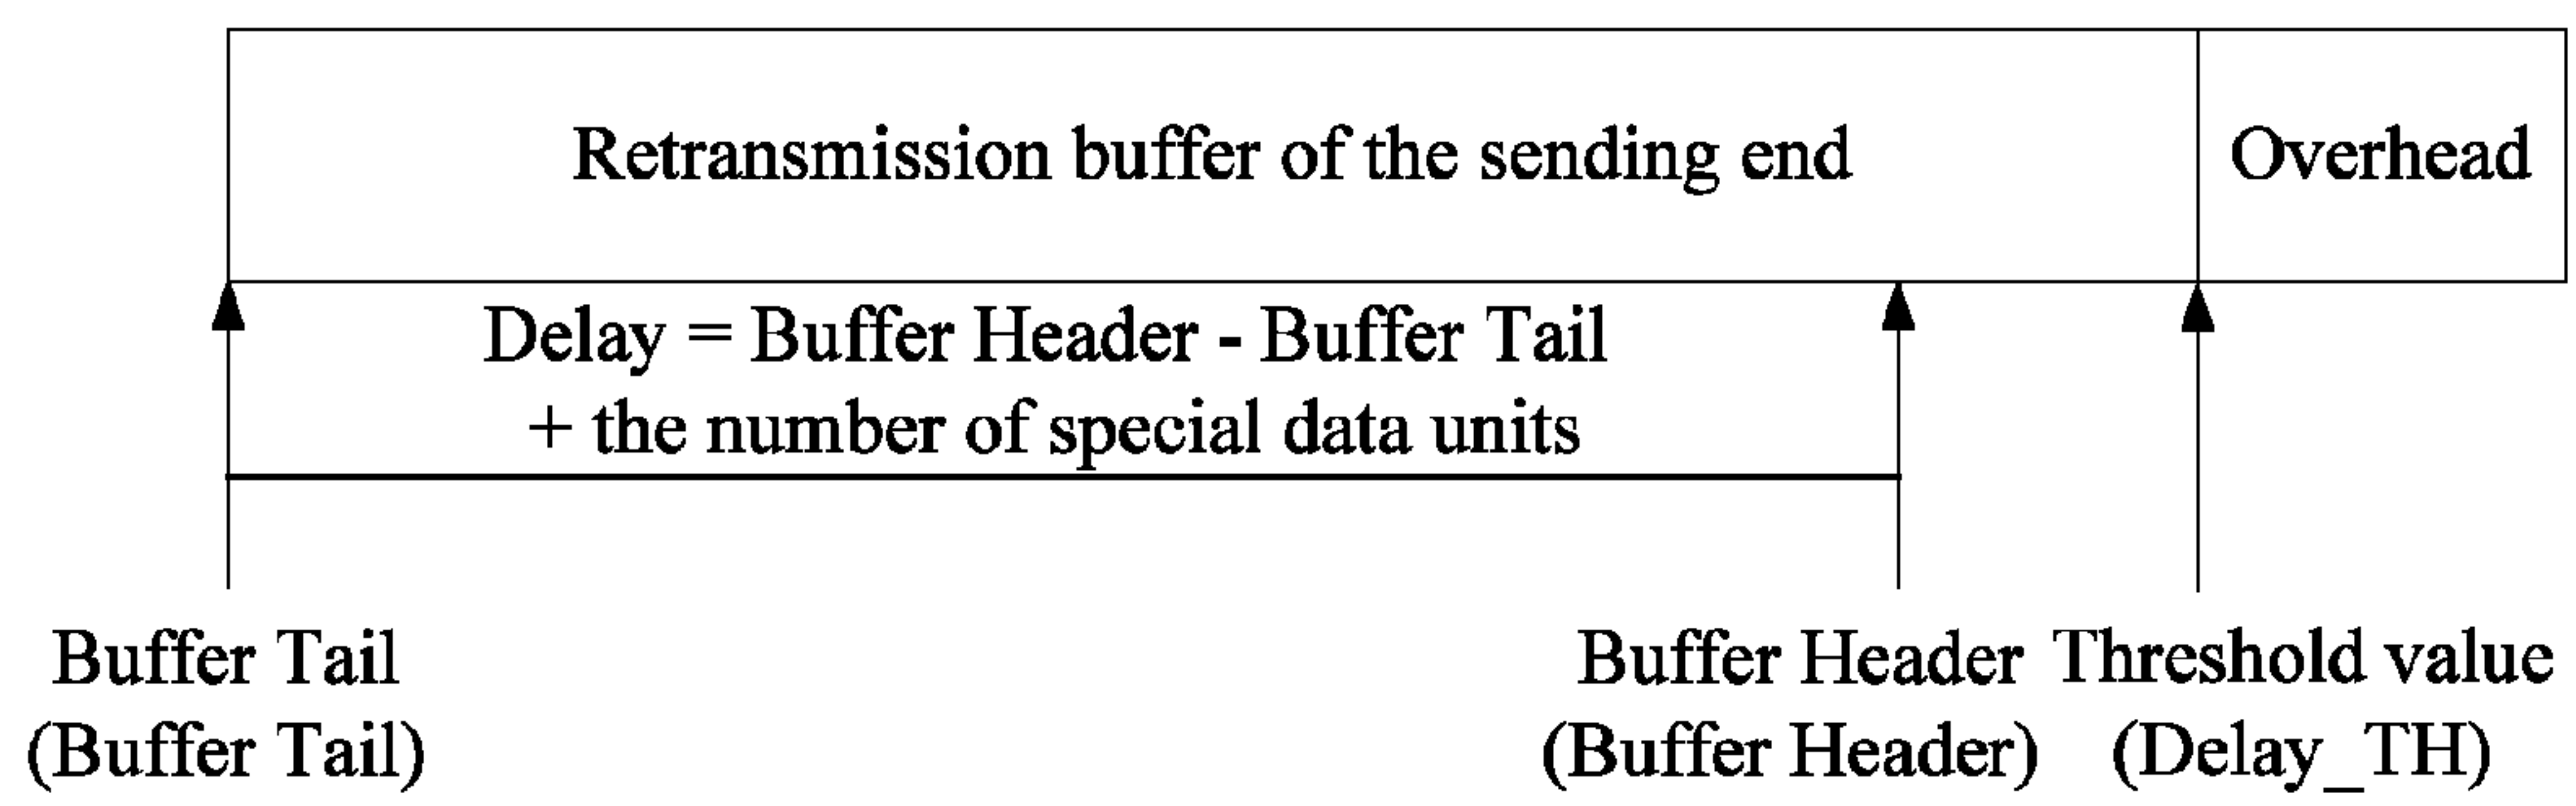 Retransmission buffer of the sending end
Overhead
Delay = Buffer Header - Buffer Tail
+ the number of special data units
Buffer Tail
(Buffer Tail)
Buffer Header
(Buffer Header)
Threshold value
(Delay_TH)